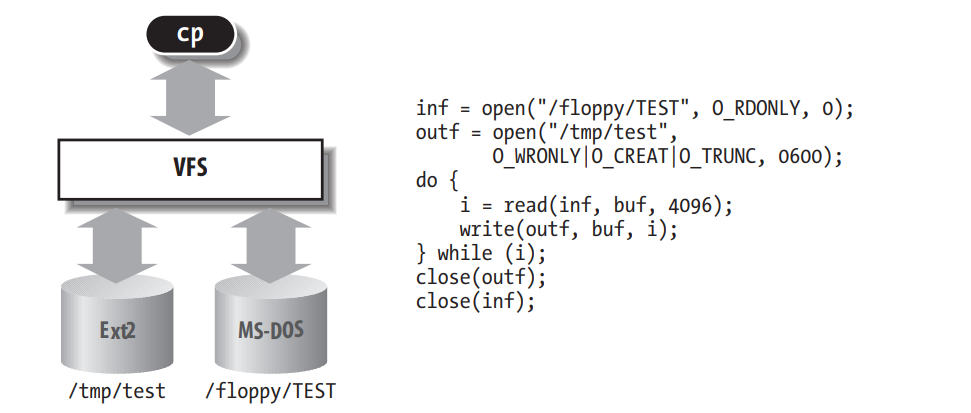 cp
VFS
Ext2
MS-DOS
/tmp/test
/floppy/TEST
inf = open("/floppy/TEST", O_RDONLY, 0);
outf = open("/tmp/test",
O_WRONLY|O_CREAT|O_TRUNC, 0600);
do {
i = read(inf, buf, 4096);
write(outf, buf, i);
} while (i);
close(outf);
close(inf);